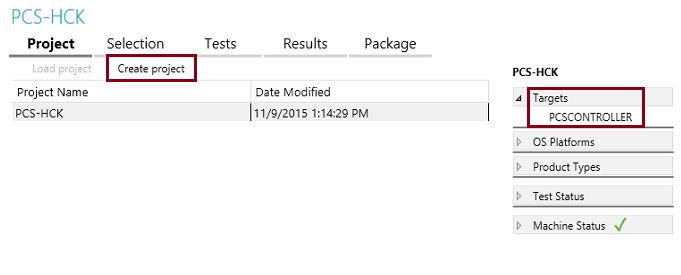 PCS-HCK
Project Selection Tests Results Package
Load project Create project
Project Name Date Modified
PCS-HCK 11/9/2015 1:14:29 PM
PCS-HCK
Targets
PCSCONTROLLER
OS Platforms
Product Types
Test Status
Machine Status